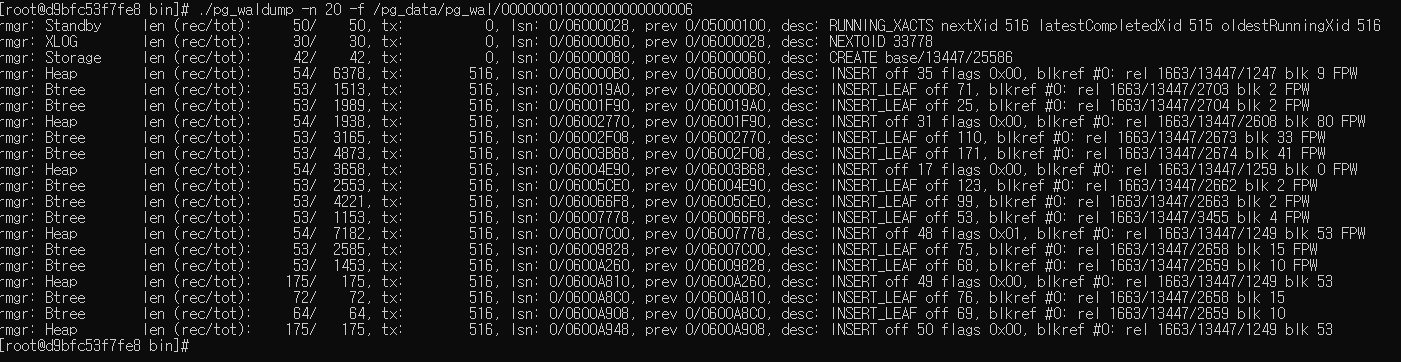 [root@d9bfc53f7fe8 bin]# ./pg_waldump -n 20 -f /pg_data/pg_wal/000000010000000000000006
rmgr: Standby     len (rec/tot):     50/    50, tx:          0, lsn: 0/06000028, prev 0/05000100, desc: RUNNING_XACTS nextXid 516 latestCompletedXid 515 oldestRunningXid 516
rmgr: XLOG        len (rec/tot):     30/    30, tx:          0, lsn: 0/06000060, prev 0/06000028, desc: NEXTOID 33778
rmgr: Storage     len (rec/tot):     42/    42, tx:          0, lsn: 0/06000080, prev 0/06000060, desc: CREATE base/13447/25586
rmgr: Heap        len (rec/tot):     54/  6378, tx:        516, lsn: 0/060000B0, prev 0/06000080, desc: INSERT off 35 flags 0x00, blkref #0: rel 1663/13447/1247 blk 9 FPW
rmgr: Btree       len (rec/tot):     53/  1513, tx:        516, lsn: 0/060019A0, prev 0/060000B0, desc: INSERT_LEAF off 71, blkref #0: rel 1663/13447/2703 blk 2 FPW
rmgr: Btree       len (rec/tot):     53/  1989, tx:        516, lsn: 0/06001F90, prev 0/060019A0, desc: INSERT_LEAF off 25, blkref #0: rel 1663/13447/2704 blk 2 FPW
rmgr: Heap        len (rec/tot):     54/  1938, tx:        516, lsn: 0/06002770, prev 0/06001F90, desc: INSERT off 31 flags 0x00, blkref #0: rel 1663/13447/2608 blk 80 FPW
rmgr: Btree       len (rec/tot):     53/  3165, tx:        516, lsn: 0/06002F08, prev 0/06002770, desc: INSERT_LEAF off 110, blkref #0: rel 1663/13447/2673 blk 33 FPW
rmgr: Btree       len (rec/tot):     53/  4873, tx:        516, lsn: 0/06003B68, prev 0/06002F08, desc: INSERT_LEAF off 171, blkref #0: rel 1663/13447/2674 blk 41 FPW
rmgr: Heap        len (rec/tot):     54/  3658, tx:        516, lsn: 0/06004E90, prev 0/06003B68, desc: INSERT off 17 flags 0x00, blkref #0: rel 1663/13447/1259 blk 0 FPW
rmgr: Btree       len (rec/tot):     53/  2553, tx:        516, lsn: 0/06005CE0, prev 0/06004E90, desc: INSERT_LEAF off 123, blkref #0: rel 1663/13447/2662 blk 2 FPW
rmgr: Btree       len (rec/tot):     53/  4221, tx:        516, lsn: 0/060066F8, prev 0/06005CE0, desc: INSERT_LEAF off 99, blkref #0: rel 1663/13447/2663 blk 2 FPW
rmgr: Btree       len (rec/tot):     53/  1153, tx:        516, lsn: 0/06007778, prev 0/060066F8, desc: INSERT_LEAF off 53, blkref #0: rel 1663/13447/3455 blk 4 FPW
rmgr: Heap        len (rec/tot):     54/  7182, tx:        516, lsn: 0/06007C00, prev 0/06007778, desc: INSERT off 48 flags 0x01, blkref #0: rel 1663/13447/1249 blk 53 FPW
rmgr: Btree       len (rec/tot):     53/  2585, tx:        516, lsn: 0/06009828, prev 0/06007C00, desc: INSERT_LEAF off 75, blkref #0: rel 1663/13447/2658 blk 15 FPW
rmgr: Btree       len (rec/tot):     53/  1453, tx:        516, lsn: 0/0600A260, prev 0/06009828, desc: INSERT_LEAF off 68, blkref #0: rel 1663/13447/2659 blk 10 FPW
rmgr: Heap        len (rec/tot):    175/   175, tx:        516, lsn: 0/0600A810, prev 0/0600A260, desc: INSERT off 49 flags 0x00, blkref #0: rel 1663/13447/1249 blk 53
rmgr: Btree       len (rec/tot):     72/    72, tx:        516, lsn: 0/0600A8C0, prev 0/0600A810, desc: INSERT_LEAF off 76, blkref #0: rel 1663/13447/2658 blk 15
rmgr: Btree       len (rec/tot):     64/    64, tx:        516, lsn: 0/0600A908, prev 0/0600A8C0, desc: INSERT_LEAF off 69, blkref #0: rel 1663/13447/2659 blk 10
rmgr: Heap        len (rec/tot):    175/   175, tx:        516, lsn: 0/0600A948, prev 0/0600A908, desc: INSERT off 50 flags 0x00, blkref #0: rel 1663/13447/1249 blk 53
[root@d9bfc53f7fe8 bin]#